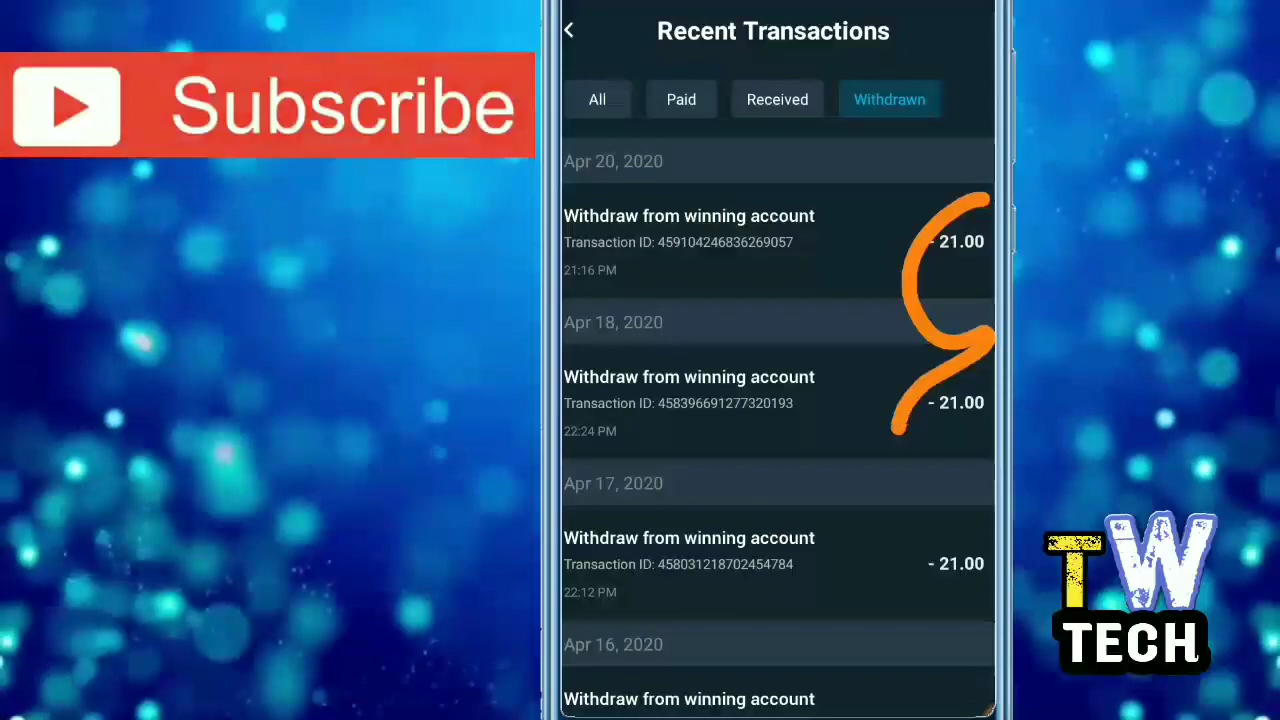 Subscribe
Recent Transactions
All Paid Received Withdrawn
Apr 20, 2020
Withdraw from winning account
Transaction ID: 459104246836269057
- 21.00
21:16 PM
Apr 18, 2020
Withdraw from winning account
Transaction ID: 458396691277320193
- 21.00
22:24 PM
Apr 17, 2020
Withdraw from winning account
Transaction ID: 458031218702454784
- 21.00
22:12 PM
Apr 16, 2020
Withdraw from winning account
TW
TECH